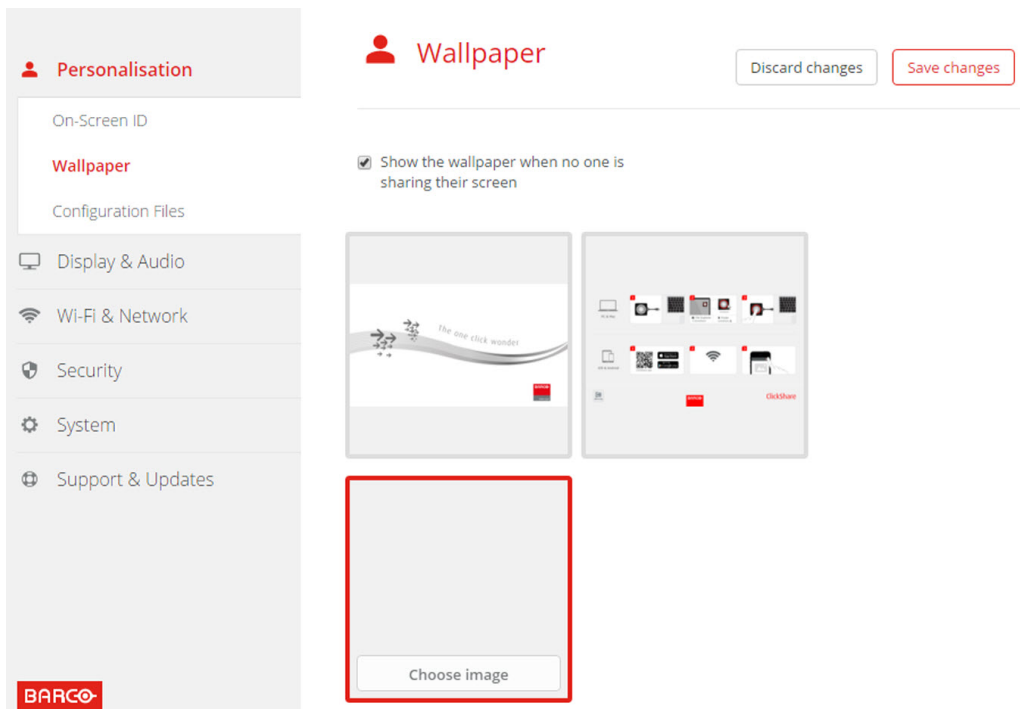 Personalisation
On-Screen ID
Wallpaper
Configuration Files
Display & Audio
Wi-Fi & Network
Security
System
Support & Updates
BARCO
Wallpaper
Discard changes
Save changes
Show the wallpaper when no one is
sharing their screen
The one click wonder
ClickShare
Choose image